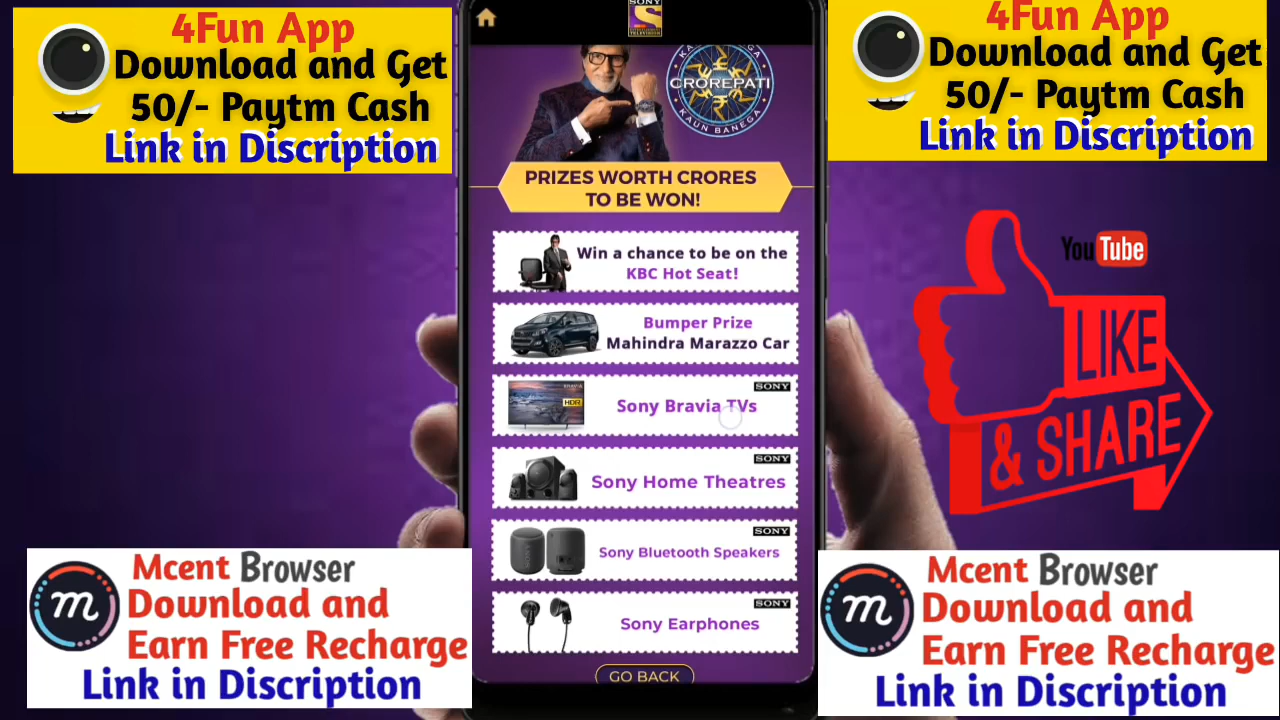 4Fun App
Download and Get
50/- Paytm Cash
Link in Discription
SONY
S
KAUN BANEGA
CROREPATI
PRIZES WORTH CRORES
TO BE WON!
Win a chance to be on the
KBC Hot Seat!
Bumper Prize
Mahindra Marazzo Car
SONY
BRAVIA
HDR
Sony Bravia TVs
SONY
Sony Home Theatres
SONY
Sony Bluetooth Speakers
SONY
Sony Earphones
GO BACK
4Fun App
Download and Get
50/- Paytm Cash
Link in Discription
YouTube
LIKE
& SHARE
m
Mcent Browser
Download and
Earn Free Recharge
Link in Discription
m
Mcent Browser
Download and
Earn Free Recharge
Link in Discription